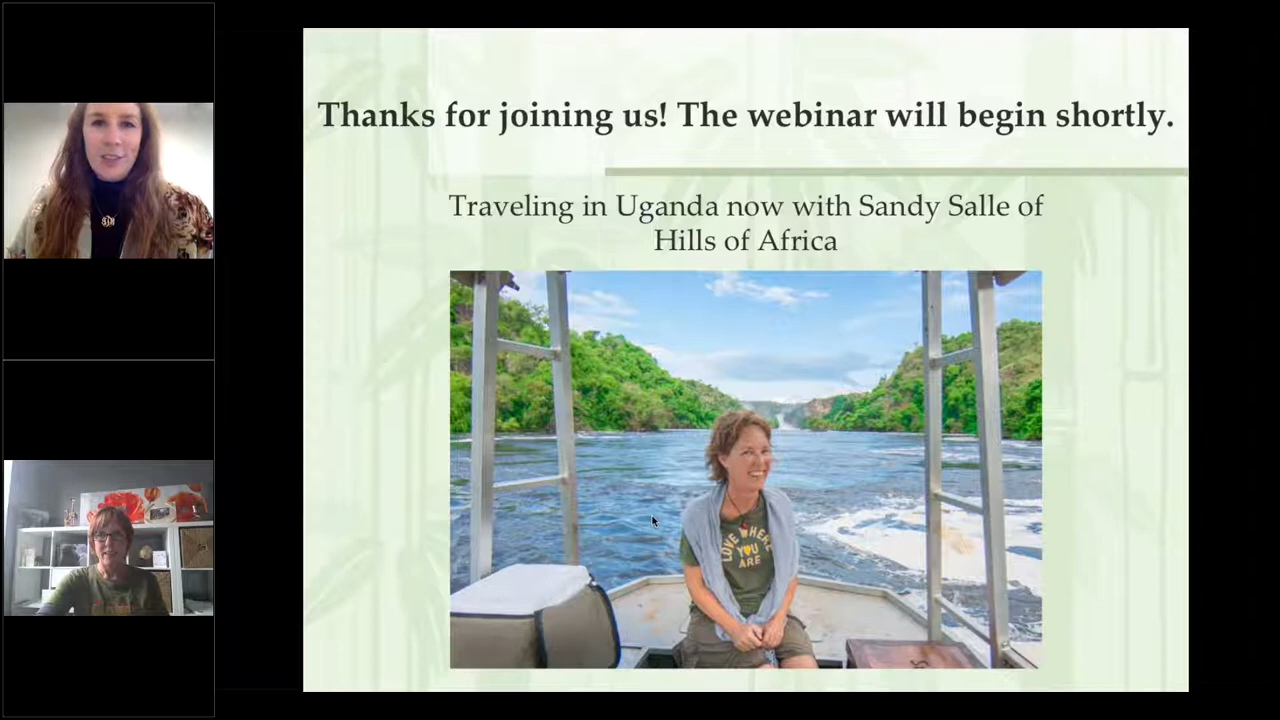 Thanks for joining us! The webinar will begin shortly.
Traveling in Uganda now with Sandy Salle of
Hills of Africa
LOVE WHERE
YOU
ARE